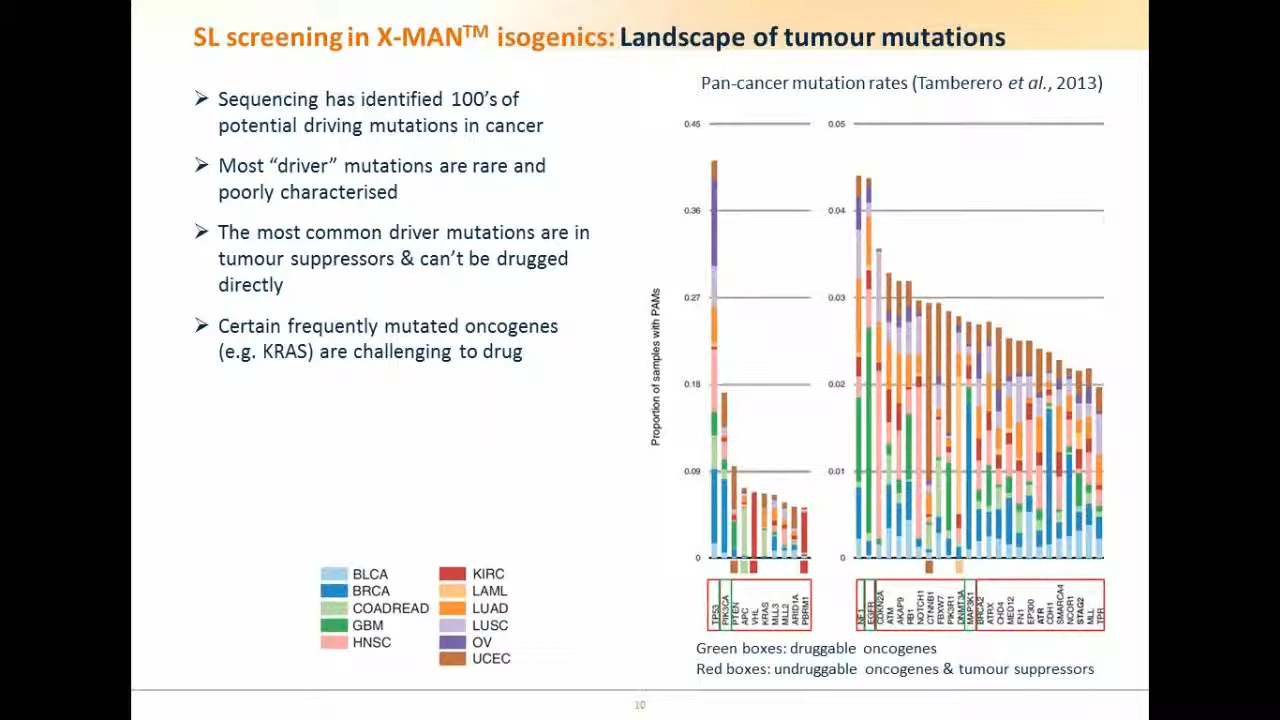 SL screening in X-MAN™ isogenics: Landscape of tumour mutations
➢ Sequencing has identified 100's of
potential driving mutations in cancer
➢ Most “driver” mutations are rare and
poorly characterised
➢ The most common driver mutations are in
tumour suppressors & can't be drugged
directly
➢ Certain frequently mutated oncogenes
(e.g. KRAS) are challenging to drug
BLCA
BRCA
COADREAD
GBM
HNSC
KIRC
LAML
LUAD
LUSC
OV
UCEC
Pan-cancer mutation rates (Tamberero et al., 2013)
Proportion of samples with PAMs
0.45
0.36
0.27
0.18
0.09
0
0.05
0.04
0.03
0.02
0.01
0
TP53
PIK3CA
PTEN
APC
VHL
KRAS
MLL3
MLL2
ARID1A
PBRM1
NF1
EGFR
CDKN2A
ATM
AKAP9
RB1
NOTCH1
CTNNB1
FBXW7
PIK3R1
DNMT3A
MAP3K1
BRCA2
ATRX
CHD4
MED12
FN1
EP300
ATR
CDH1
SMARCA4
NCOR1
STAG2
MLL
TPR
Green boxes: druggable oncogenes
Red boxes: undruggable oncogenes & tumour suppressors
10